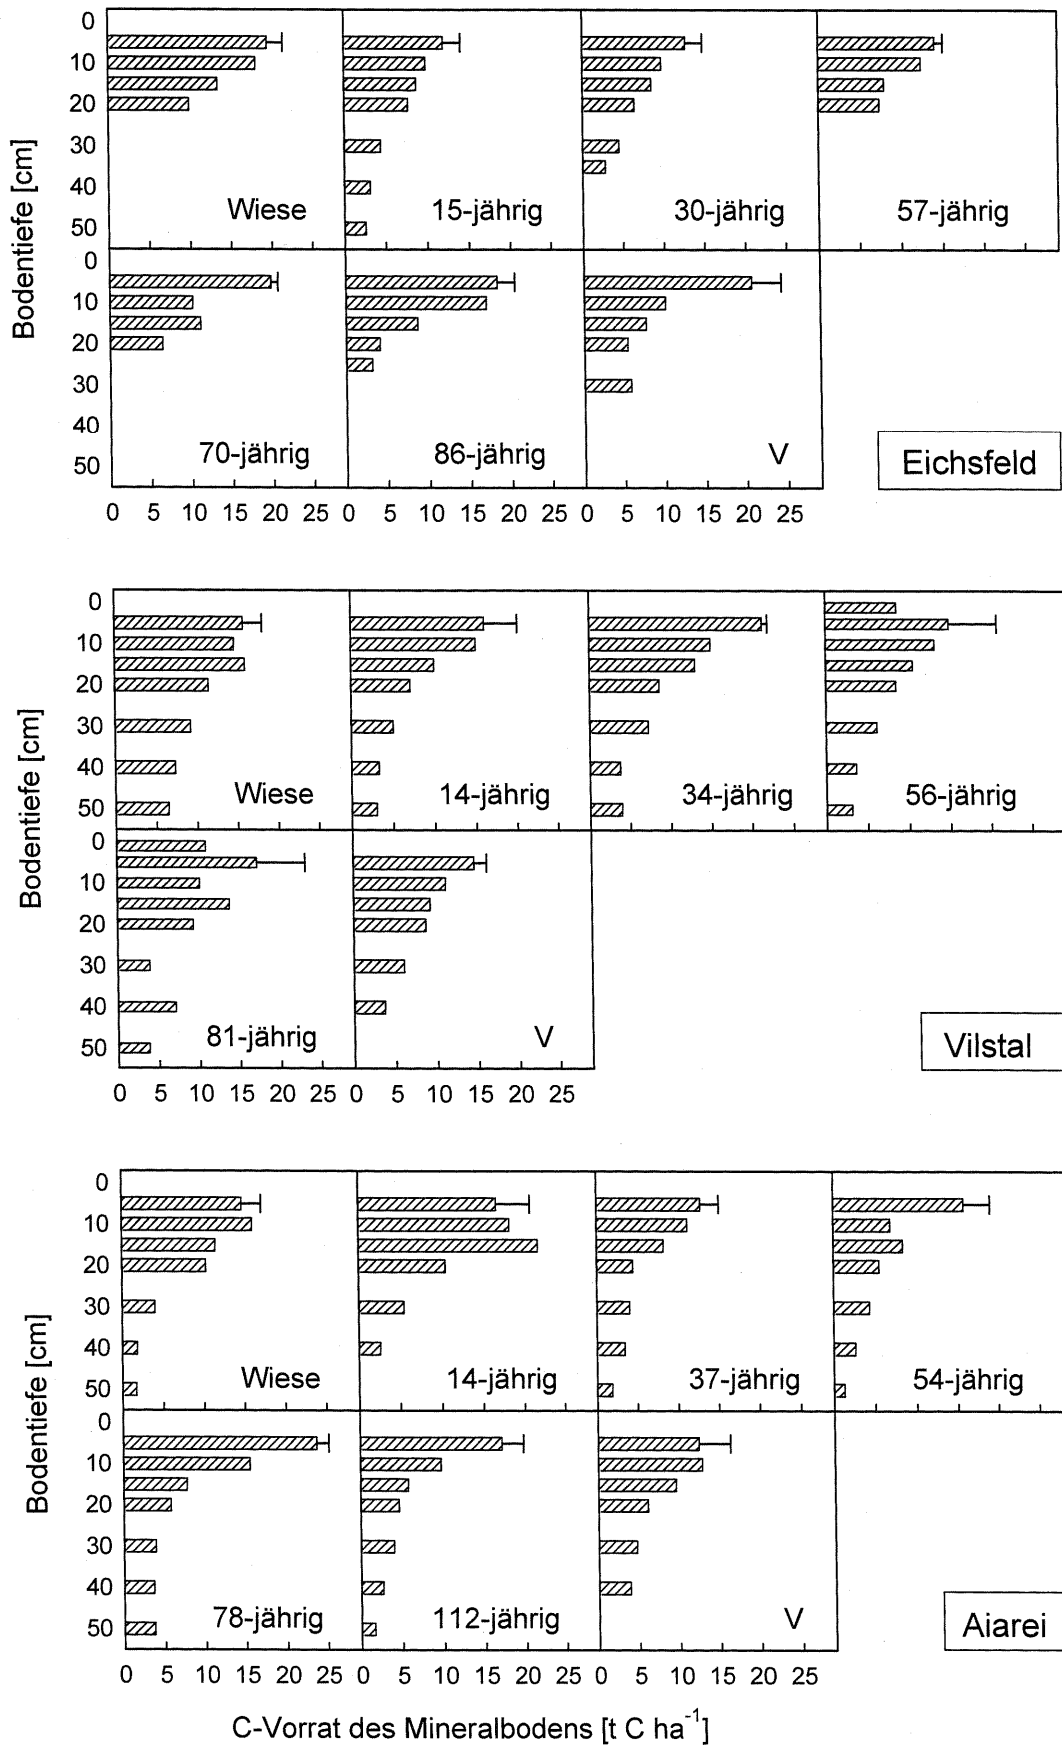 Bodentiefe [cm]
0
10
20
30
40
50
Wiese
15-jährig
30-jährig
57-jährig
0
10
20
30
40
50
70-jährig
86-jährig
V
Eichsfeld
0 5 10 15 20 25 0 5 10 15 20 25 0 5 10 15 20 25
Bodentiefe [cm]
0
10
20
30
40
50
Wiese
14-jährig
34-jährig
56-jährig
0
10
20
30
40
50
81-jährig
V
Vilstal
0 5 10 15 20 25 0 5 10 15 20 25
Bodentiefe [cm]
0
10
20
30
40
50
Wiese
14-jährig
37-jährig
54-jährig
0
10
20
30
40
50
78-jährig
112-jährig
V
Aiarei
0 5 10 15 20 25 0 5 10 15 20 25 0 5 10 15 20 25
C-Vorrat des Mineralbodens [t C ha⁻¹]